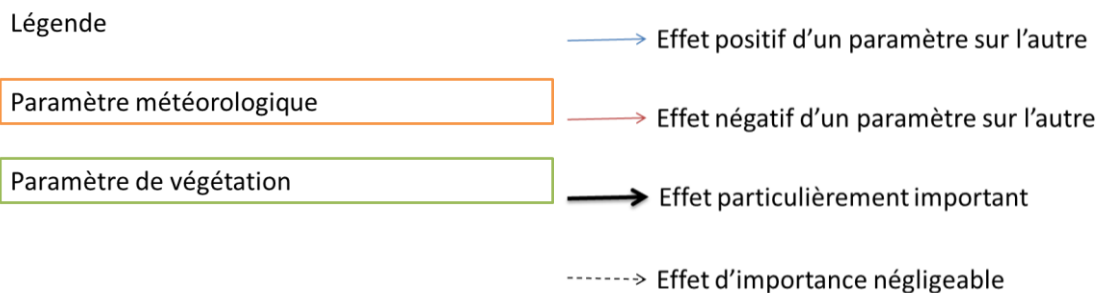 Légende
Effet positif d'un paramètre sur l'autre
Paramètre météorologique
Effet négatif d'un paramètre sur l'autre
Paramètre de végétation
Effet particulièrement important
Effet d'importance négligeable